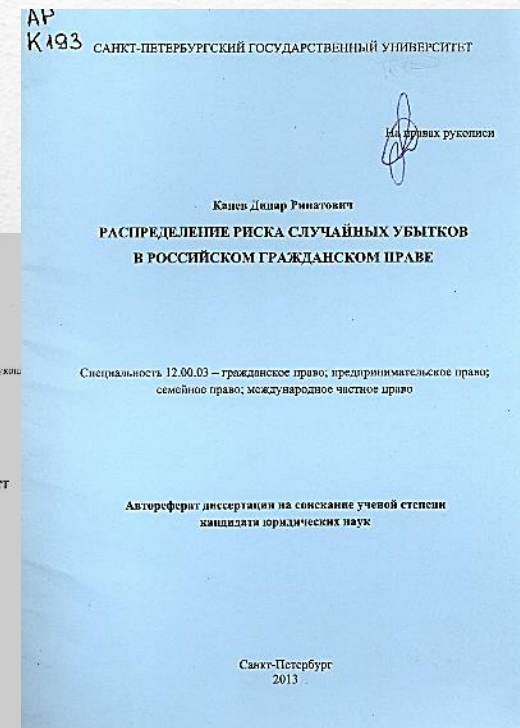 АР
К193
САНКТ-ПЕТЕРБУРГСКИЙ ГОСУДАРСТВЕННЫЙ УНИВЕРСИТЕТ
На правах рукописи
Канев Динар Ринатович
РАСПРЕДЕЛЕНИЕ РИСКА СЛУЧАЙНЫХ УБЫТКОВ
В РОССИЙСКОМ ГРАЖДАНСКОМ ПРАВЕ
Специальность 12.00.03 – гражданское право; предпринимательское право;
семейное право; международное частное право
Автореферат диссертации на соискание ученой степени
кандидата юридических наук
Санкт-Петербург
2013